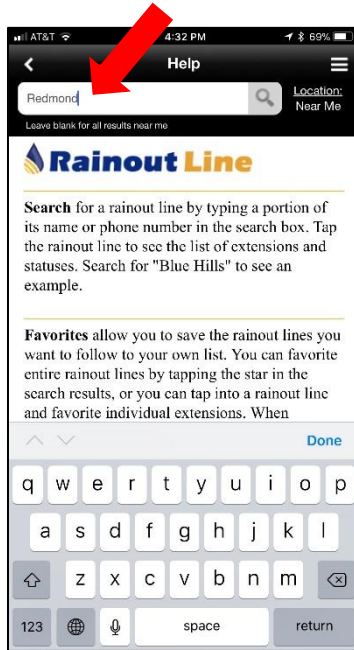 AT&T 4:32 PM 69%
Help
Redmond
Location:
Near Me
Leave blank for all results near me
Rainout Line
Search for a rainout line by typing a portion of
its name or phone number in the search box. Tap
the rainout line to see the list of extensions and
statuses. Search for "Blue Hills" to see an
example.
Favorites allow you to save the rainout lines you
want to follow to your own list. You can favorite
entire rainout lines by tapping the star in the
search results, or you can tap into a rainout line
and favorite individual extensions. When
Done
q w e r t y u i o p
a s d f g h j k l
z x c v b n m
123 space return